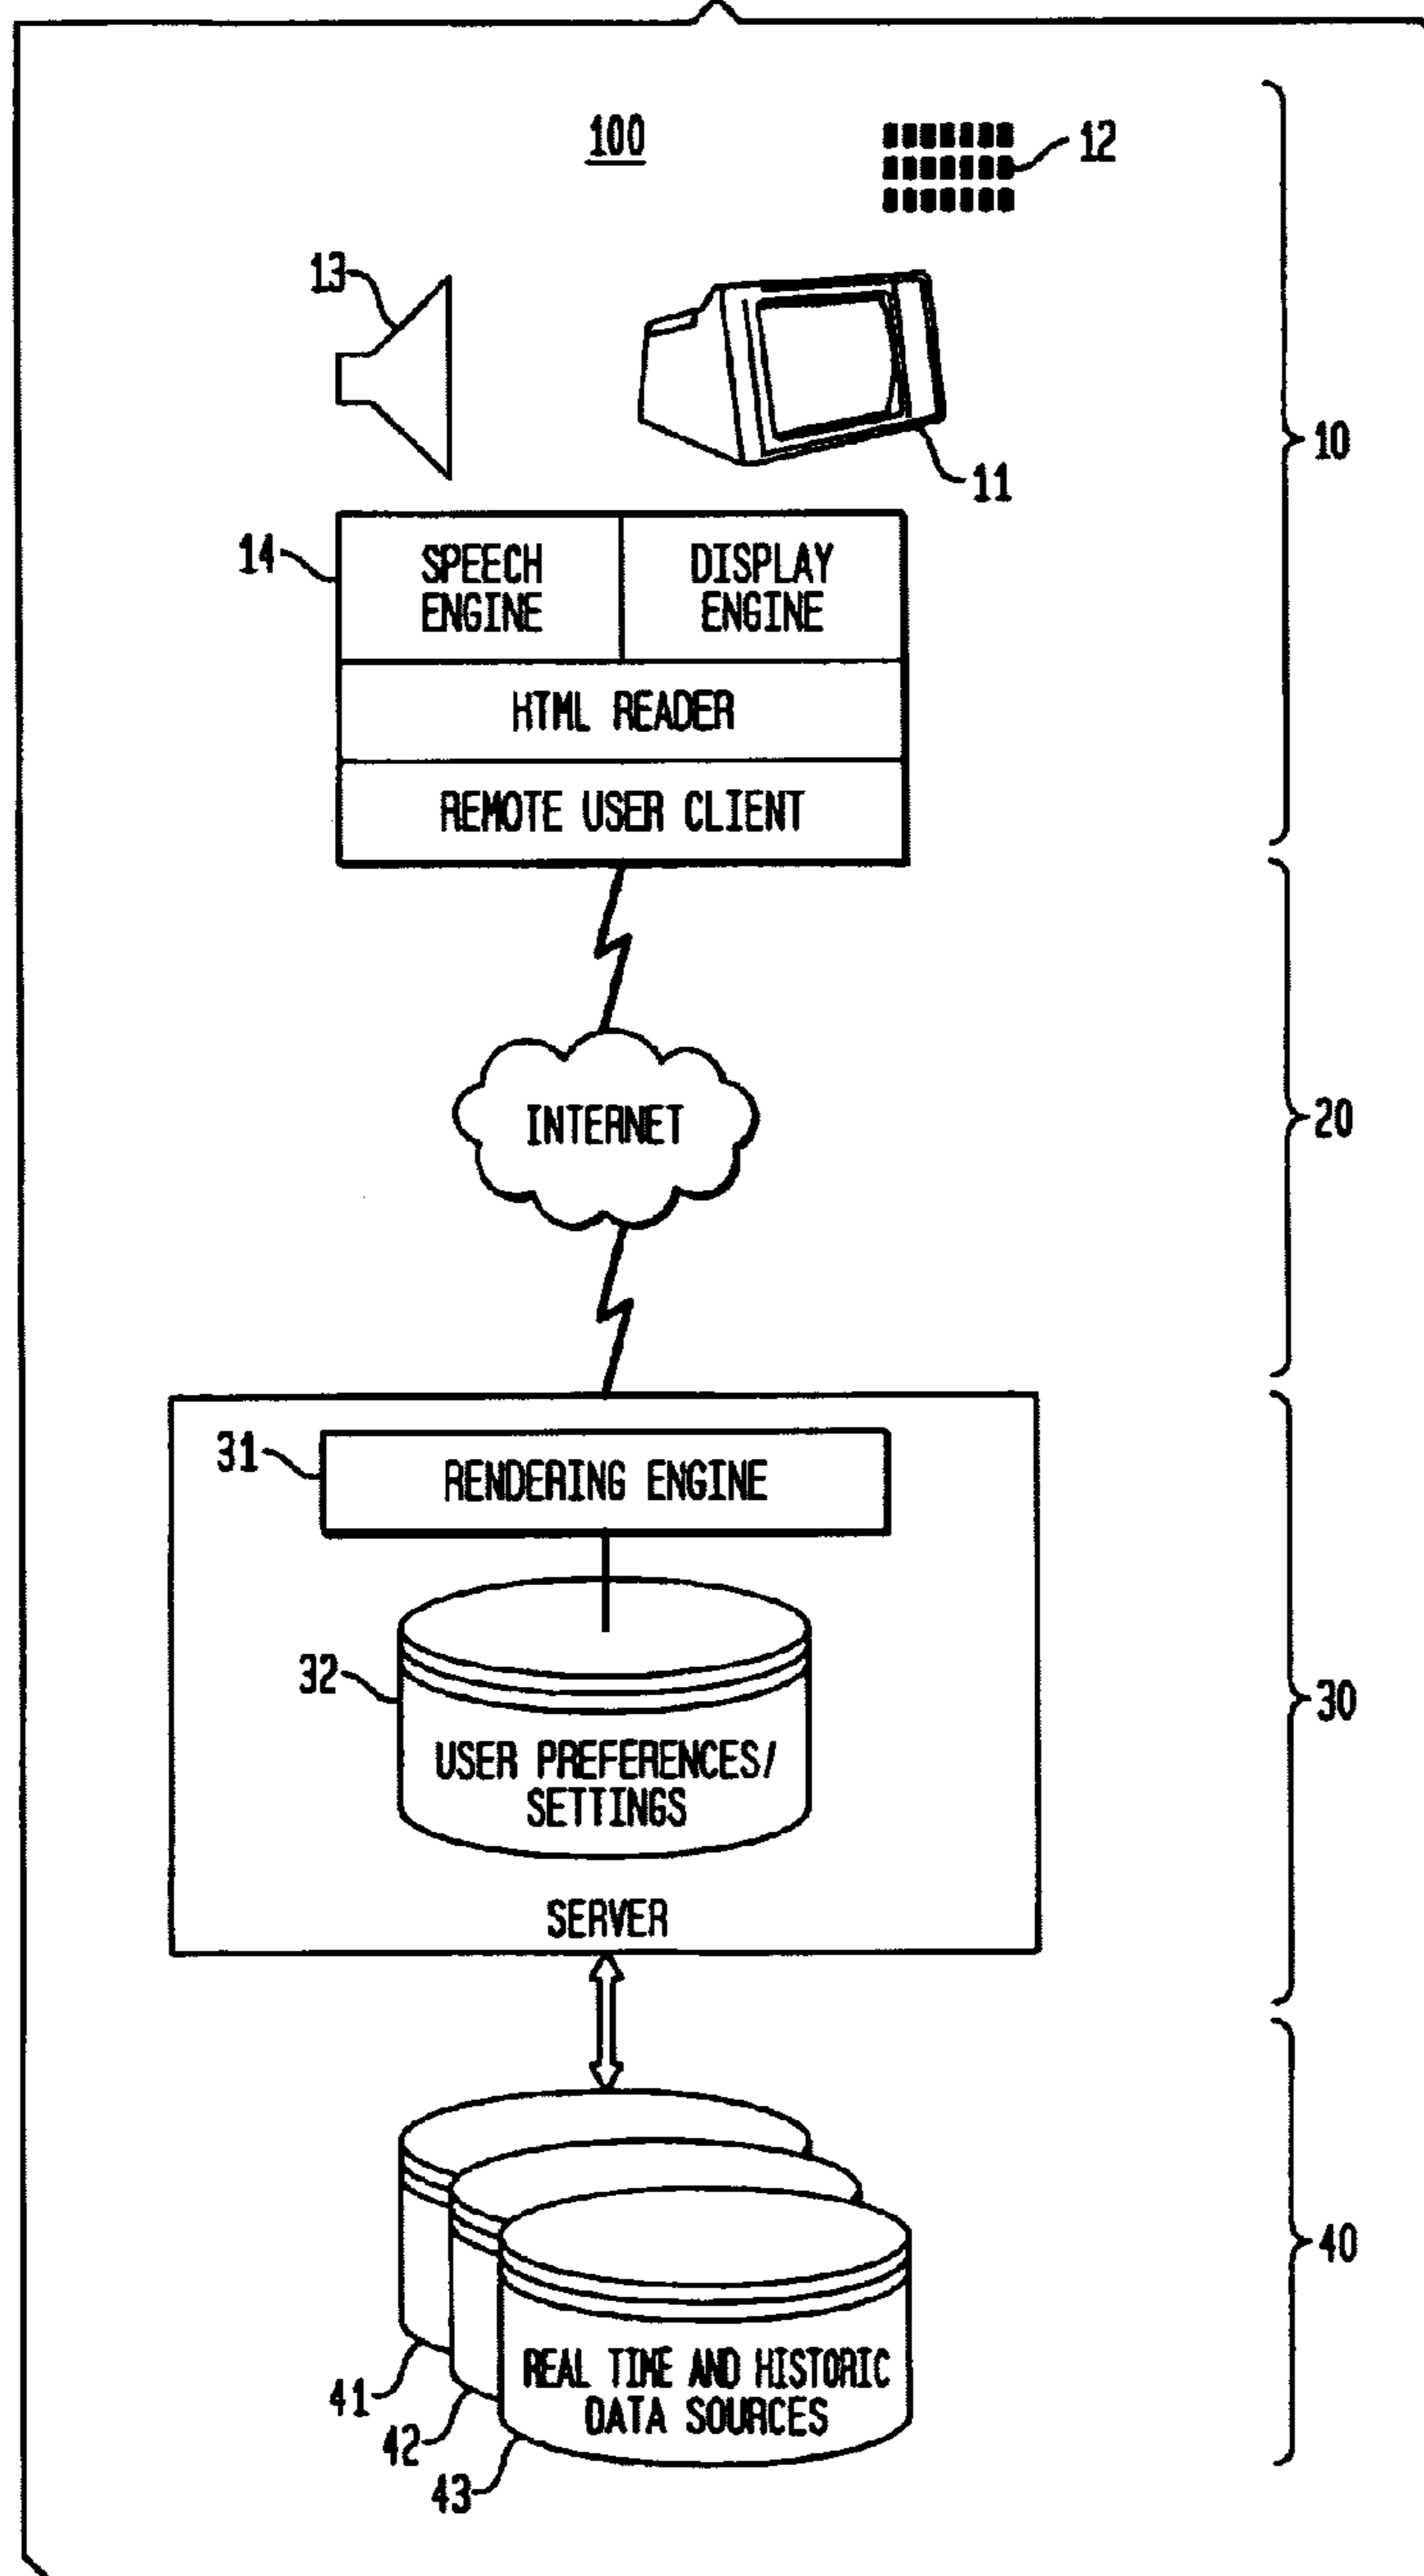 100
12
13
11
10
14
SPEECH
ENGINE
DISPLAY
ENGINE
HTML READER
REMOTE USER CLIENT
INTERNET
20
31
RENDERING ENGINE
32
USER PREFERENCES/
SETTINGS
30
SERVER
40
REAL TIME AND HISTORIC
DATA SOURCES
41
42
43